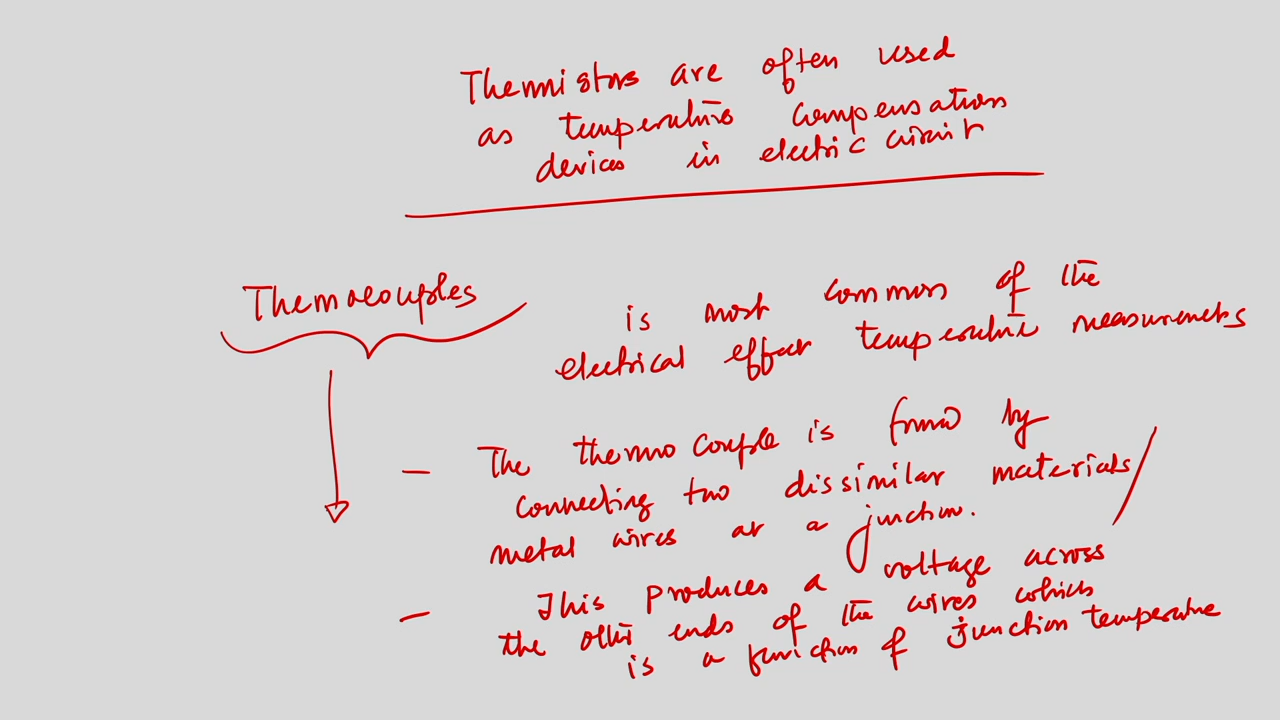 Thermistors are often used
as temperature compensation
devices in electric circuit
Thermocouples
is most common of the
electrical effect temperature measurements
- The thermo couple is formed by
connecting two dissimilar materials/
metal wires at a junction.
- This produces a voltage across
the other ends of the wires which
is a function of junction temperature